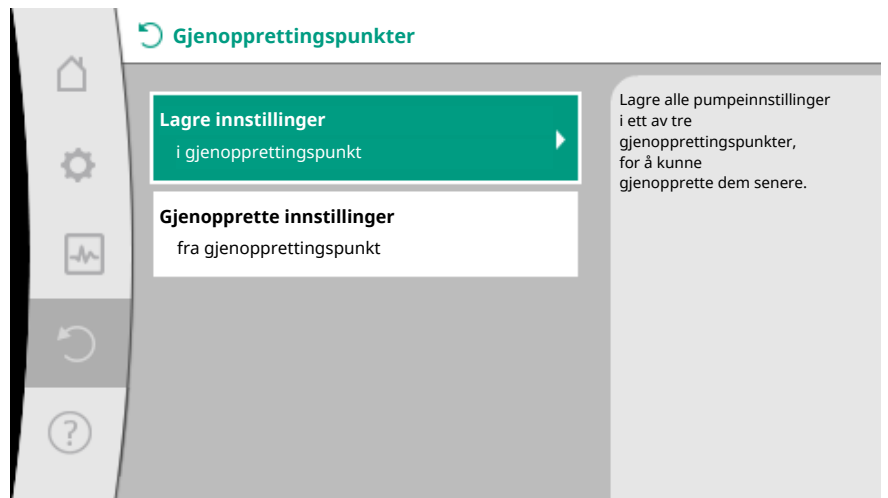 Gjenopprettingspunkter
Lagre innstillinger
i gjenopprettingspunkt
Gjenopprette innstillinger
fra gjenopprettingspunkt
Lagre alle pumpeinnstillinger
i ett av tre
gjenopprettingspunkter,
for å kunne
gjenopprette dem senere.
?